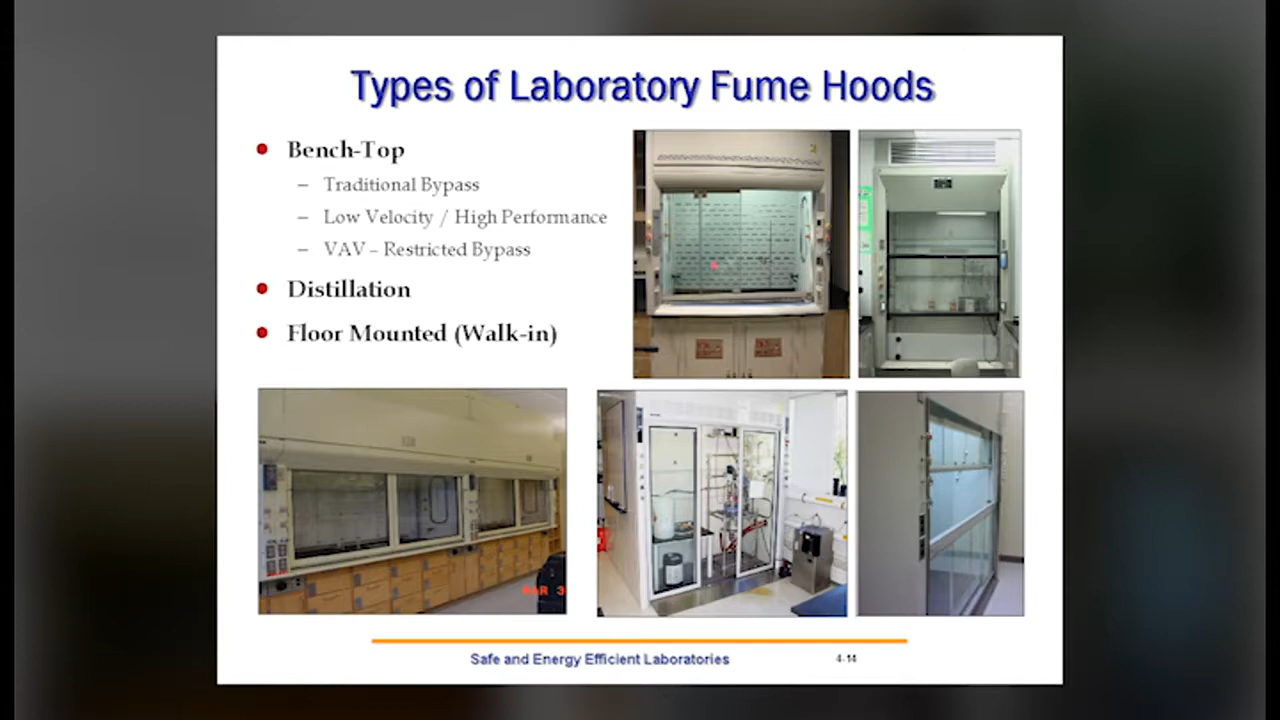 Types of Laboratory Fume Hoods
• Bench-Top
– Traditional Bypass
– Low Velocity / High Performance
– VAV – Restricted Bypass
• Distillation
• Floor Mounted (Walk-in)
Safe and Energy Efficient Laboratories
4-14